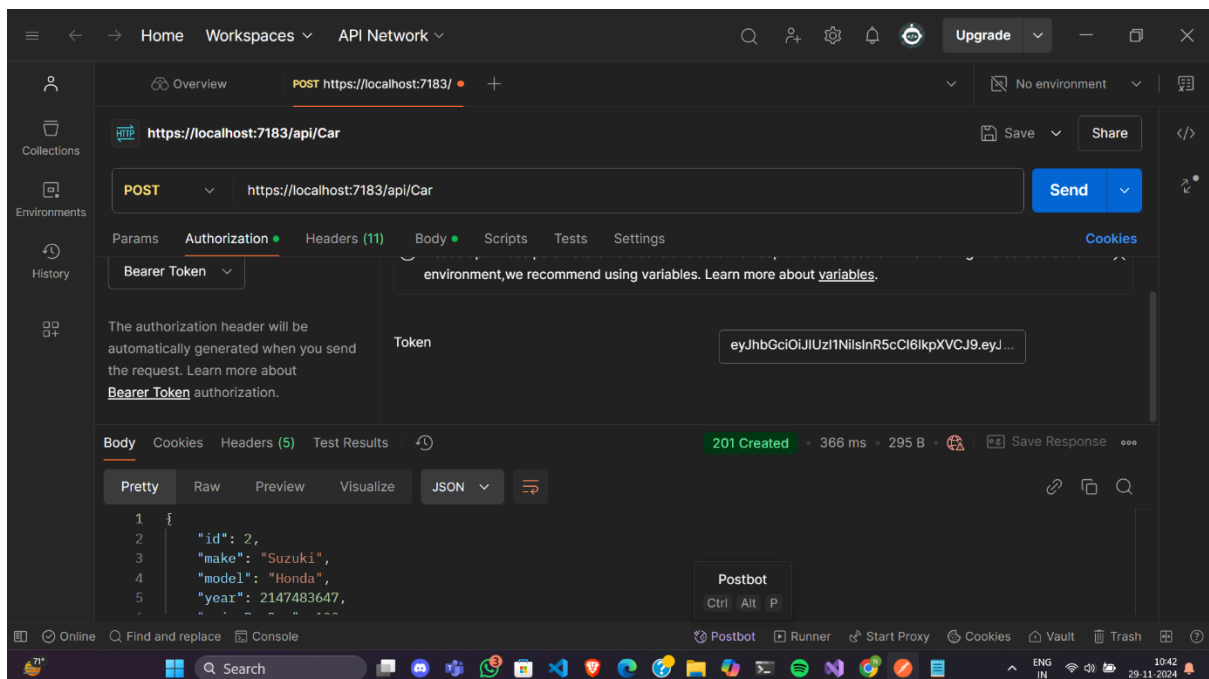 Home Workspaces API Network Upgrade
Overview POST https://localhost:7183/ No environment
HTTP https://localhost:7183/api/Car Save Share
Collections
POST https://localhost:7183/api/Car Send
Environments
Params Authorization Headers (11) Body Scripts Tests Settings Cookies
History
Bearer Token
environment,we recommend using variables. Learn more about variables.
The authorization header will be
automatically generated when you send
the request. Learn more about
Bearer Token authorization.
Token eyJhbGciOiJIUzI1NiIsInR5cCI6IkpXVCJ9.eyJ...
Body Cookies Headers (5) Test Results 201 Created 366 ms 295 B e.g. Save Response
Pretty Raw Preview Visualize JSON
1 {
2 "id": 2,
3 "make": "Suzuki",
4 "model": "Honda",
5 "year": 2147483647,
Postbot
Ctrl Alt P
Online Find and replace Console Postbot Runner Start Proxy Cookies Vault Trash
71° Search ENG 10:42
IN 29-11-2024